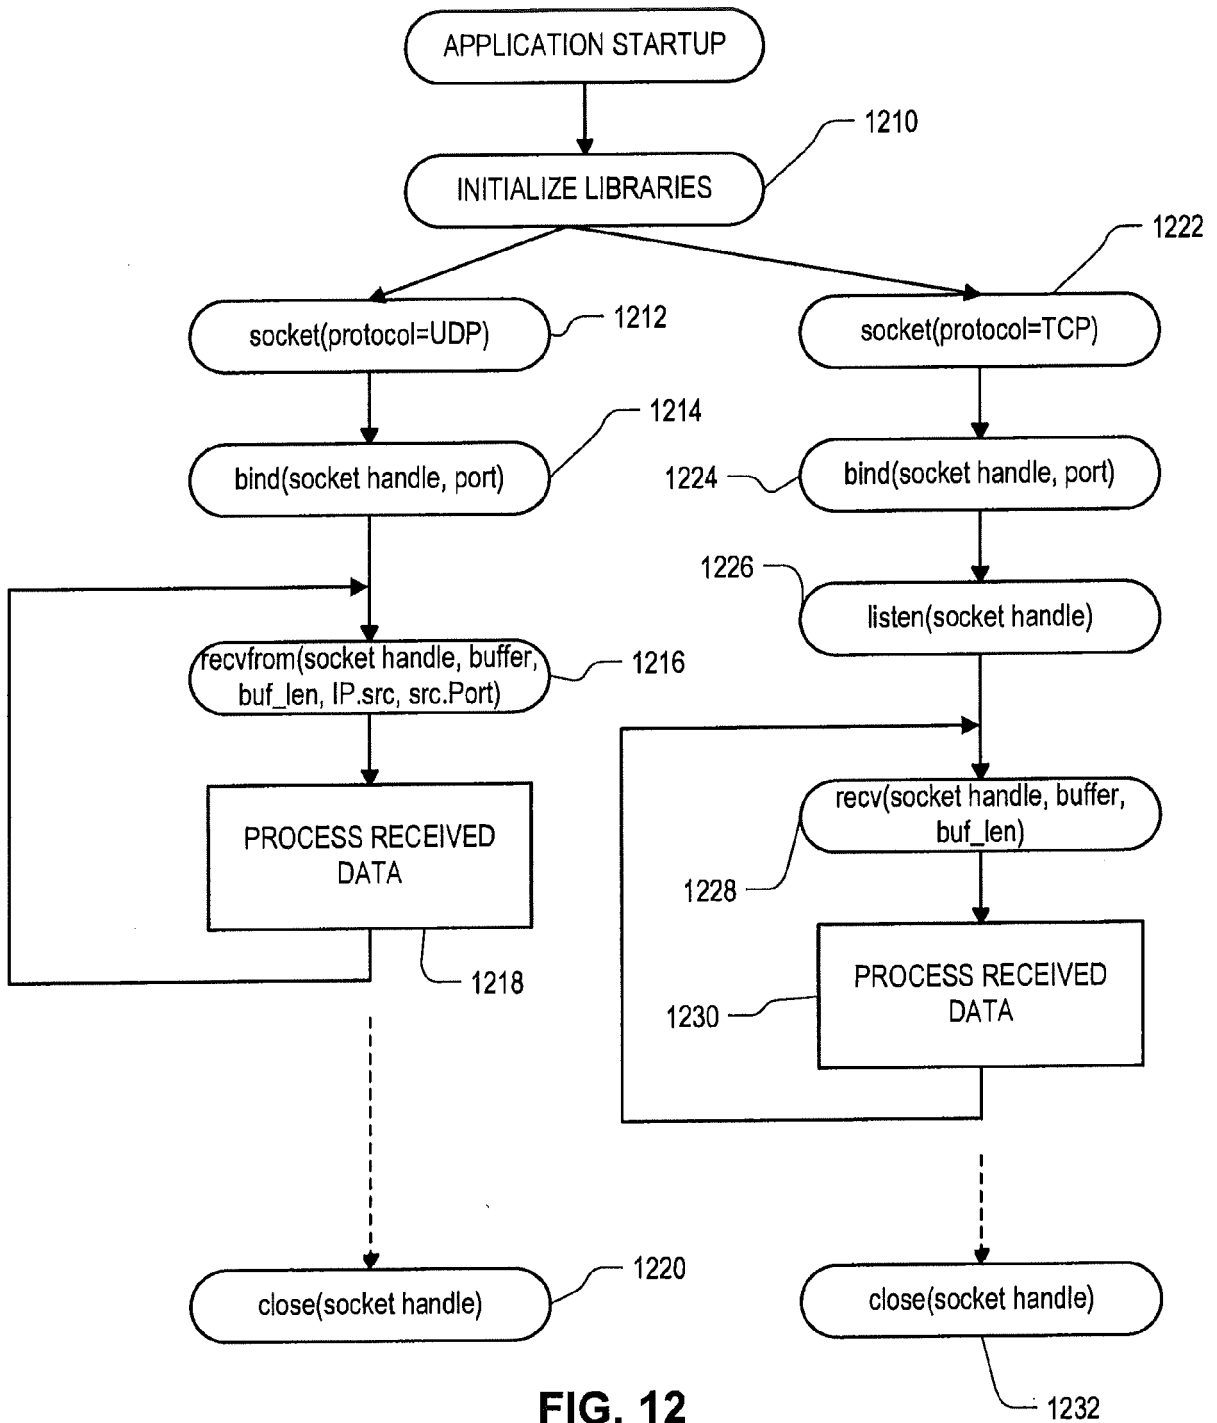 APPLICATION STARTUP
1210
INITIALIZE LIBRARIES
1222
socket(protocol=UDP)
1212
socket(protocol=TCP)
1214
bind(socket handle, port)
1224
bind(socket handle, port)
1226
listen(socket handle)
recvfrom(socket handle, buffer,
buf_len, IP.src, src.Port)
1216
recv(socket handle, buffer,
buf_len)
1228
PROCESS RECEIVED
DATA
1218
PROCESS RECEIVED
DATA
1230
close(socket handle)
1220
close(socket handle)
1232
FIG. 12